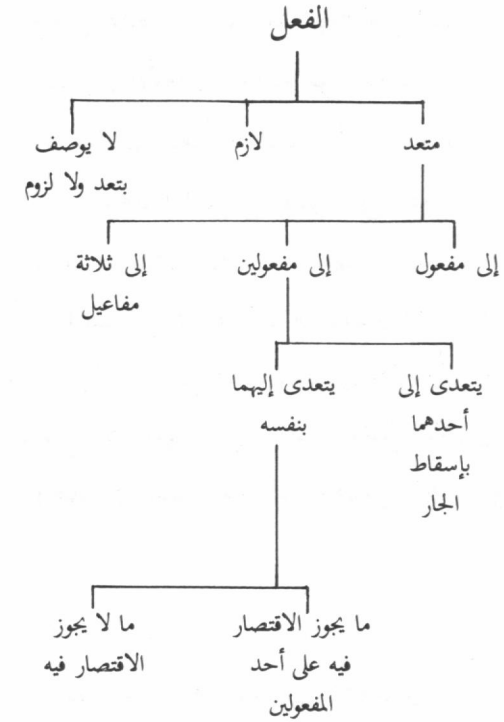 الفعل
متعد
لازم
لا يوصف
بتعد ولا لزوم
إلى مفعول
إلى مفعولين
إلى ثلاثة
مفاعيل
يتعدى إلى
أحدهما
بإسقاط
الجار
يتعدى إليهما
بنفسه
ما يجوز الاقتصار
فيه على أحد
المفعولين
ما لا يجوز
الاقتصار فيه